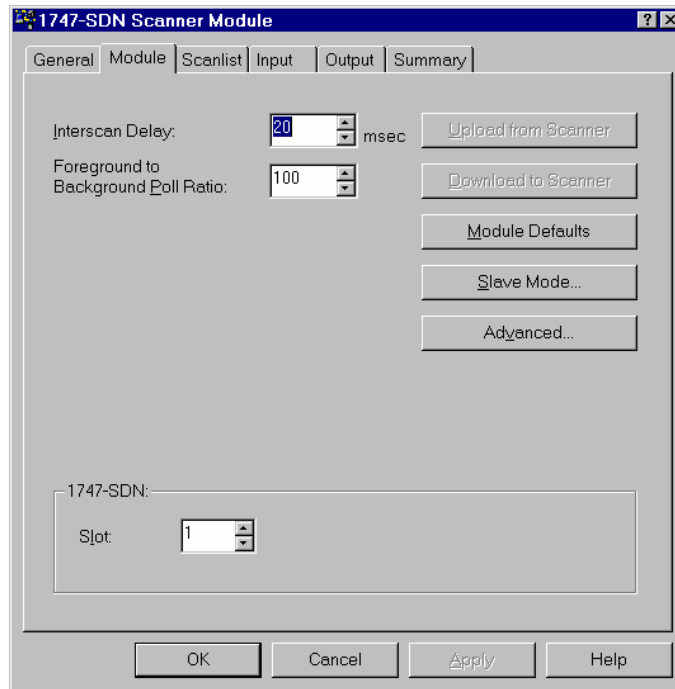 1747-SDN Scanner Module
General Module Scanlist Input Output Summary
Interscan Delay: 20 msec Upload from Scanner
Foreground to
Background Poll Ratio: 100 Download to Scanner
Module Defaults
Slave Mode...
Advanced...
1747-SDN:
Slot: 1
OK Cancel Apply Help